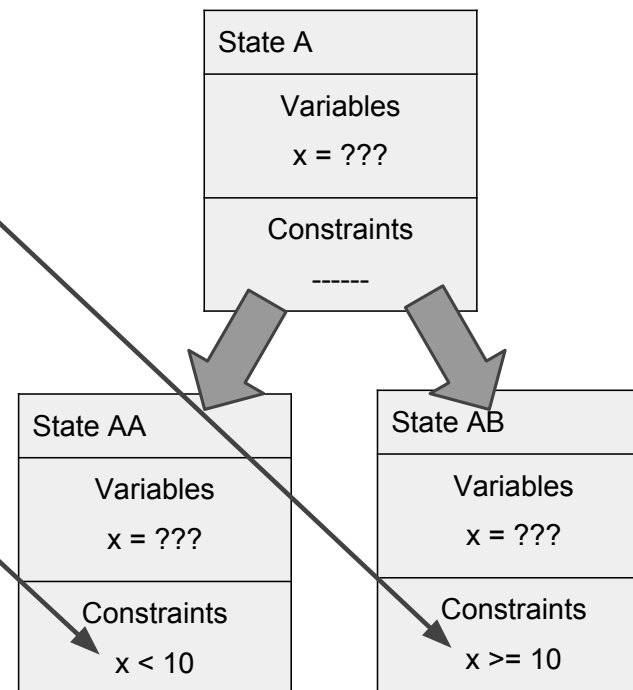 State A
Variables
x = ???
Constraints
------
State AA
Variables
x = ???
Constraints
x < 10
State AB
Variables
x = ???
Constraints
x >= 10